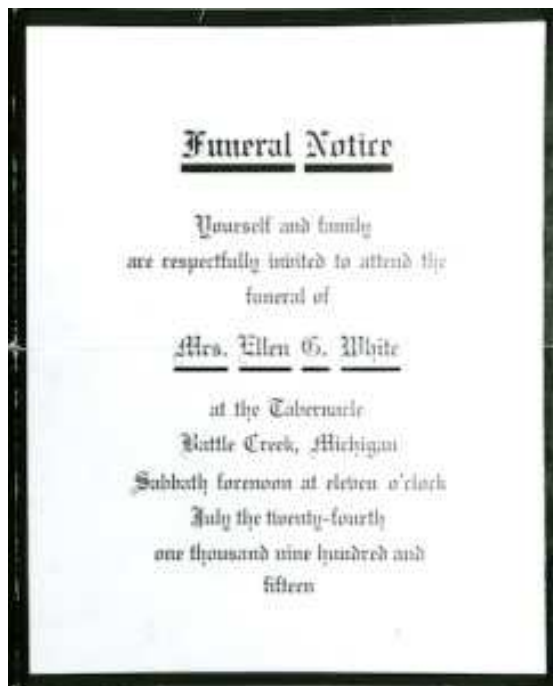 Funeral Notice
Yourself and family
are respectfully invited to attend the
funeral of
Mrs. Ellen G. White
at the Tabernacle
Battle Creek, Michigan
Sabbath forenoon at eleven o'clock
July the twenty-fourth
one thousand nine hundred and
fifteen